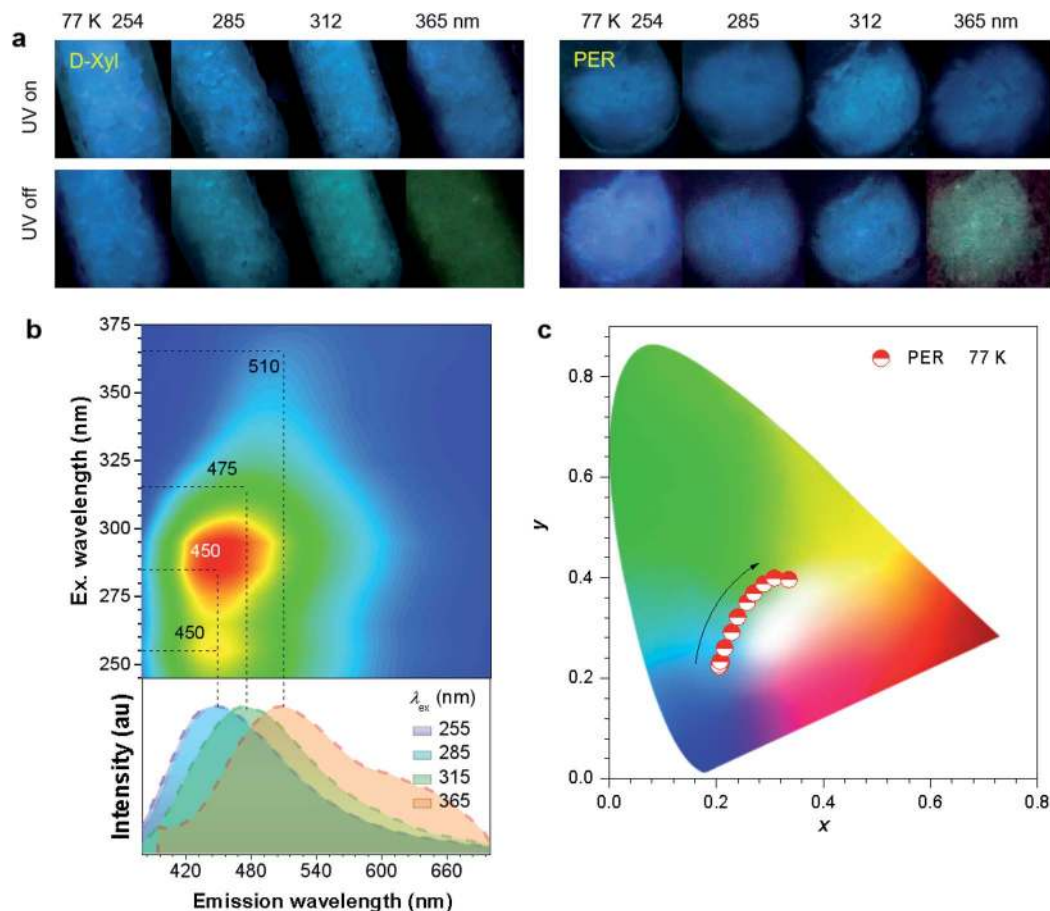 77 K 254 285 312 365 nm 77 K 254 285 312 365 nm
a
D-Xyl PER
UV on
UV off
b
375
350
325
300
275
250
Ex. wavelength (nm)
510
475
450
450
λex (nm)
255
285
315
365
Intensity (au)
420 480 540 600 660
Emission wavelength (nm)
c
PER 77 K
0.8
0.6
0.4
0.2
0.0
y
0.0 0.2 0.4 0.6 0.8
x